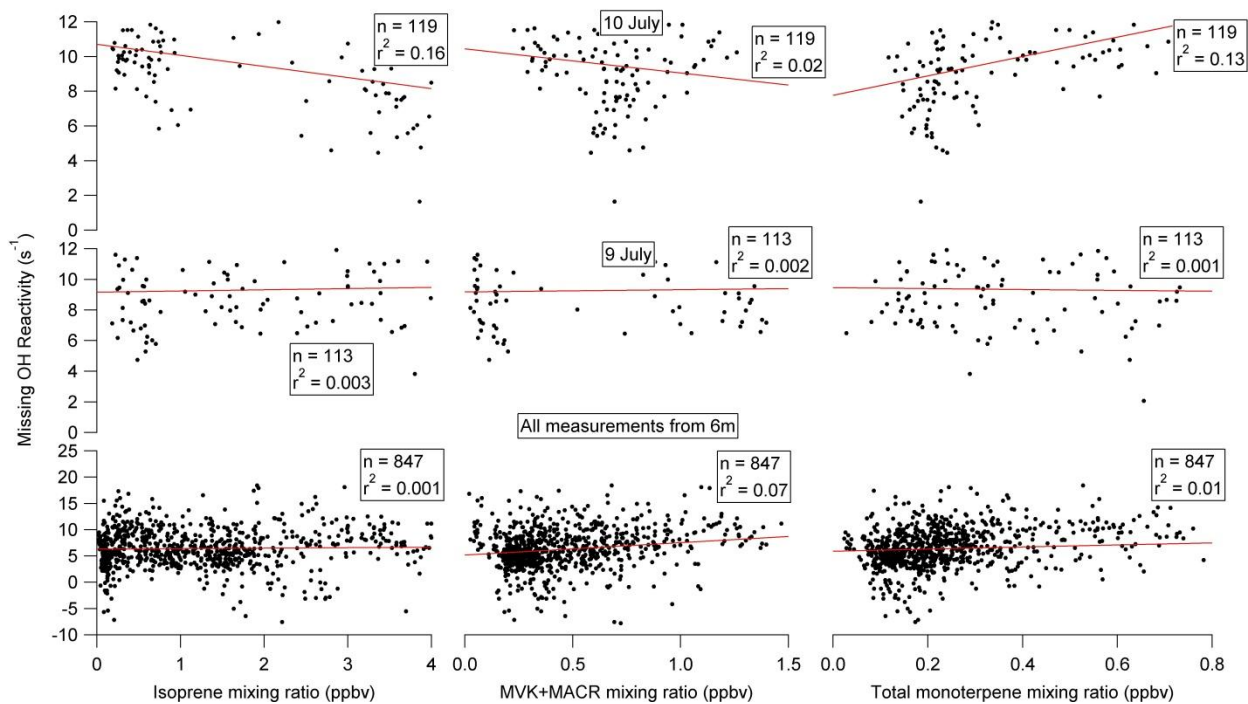 n = 119
r² = 0.16
10 July
n = 119
r² = 0.02
n = 119
r² = 0.13
12
10
8
6
4
2
0
9 July
n = 113
r² = 0.003
n = 113
r² = 0.002
n = 113
r² = 0.001
12
10
8
6
4
2
0
Missing OH Reactivity (s⁻¹)
All measurements from 6m
n = 847
r² = 0.001
n = 847
r² = 0.07
n = 847
r² = 0.01
25
20
15
10
5
0
-5
-10
0 1 2 3 4
0.0 0.5 1.0 1.5
0.0 0.2 0.4 0.6 0.8
Isoprene mixing ratio (ppbv)
MVK+MACR mixing ratio (ppbv)
Total monoterpene mixing ratio (ppbv)